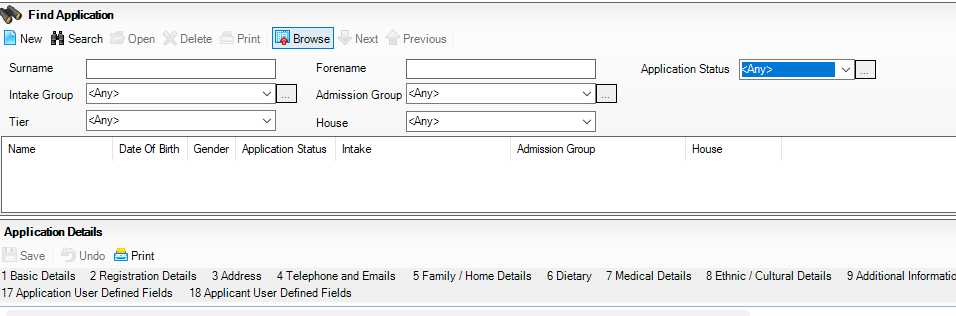 Find Application
New Search Open Delete Print Browse Next Previous
Surname Forename Application Status <Any> ...
Intake Group <Any> ... Admission Group <Any> ...
Tier <Any> House <Any>
Name Date Of Birth Gender Application Status Intake Admission Group House
Application Details
Save Undo Print
1 Basic Details 2 Registration Details 3 Address 4 Telephone and Emails 5 Family / Home Details 6 Dietary 7 Medical Details 8 Ethnic / Cultural Details 9 Additional Informatio
17 Application User Defined Fields 18 Applicant User Defined Fields